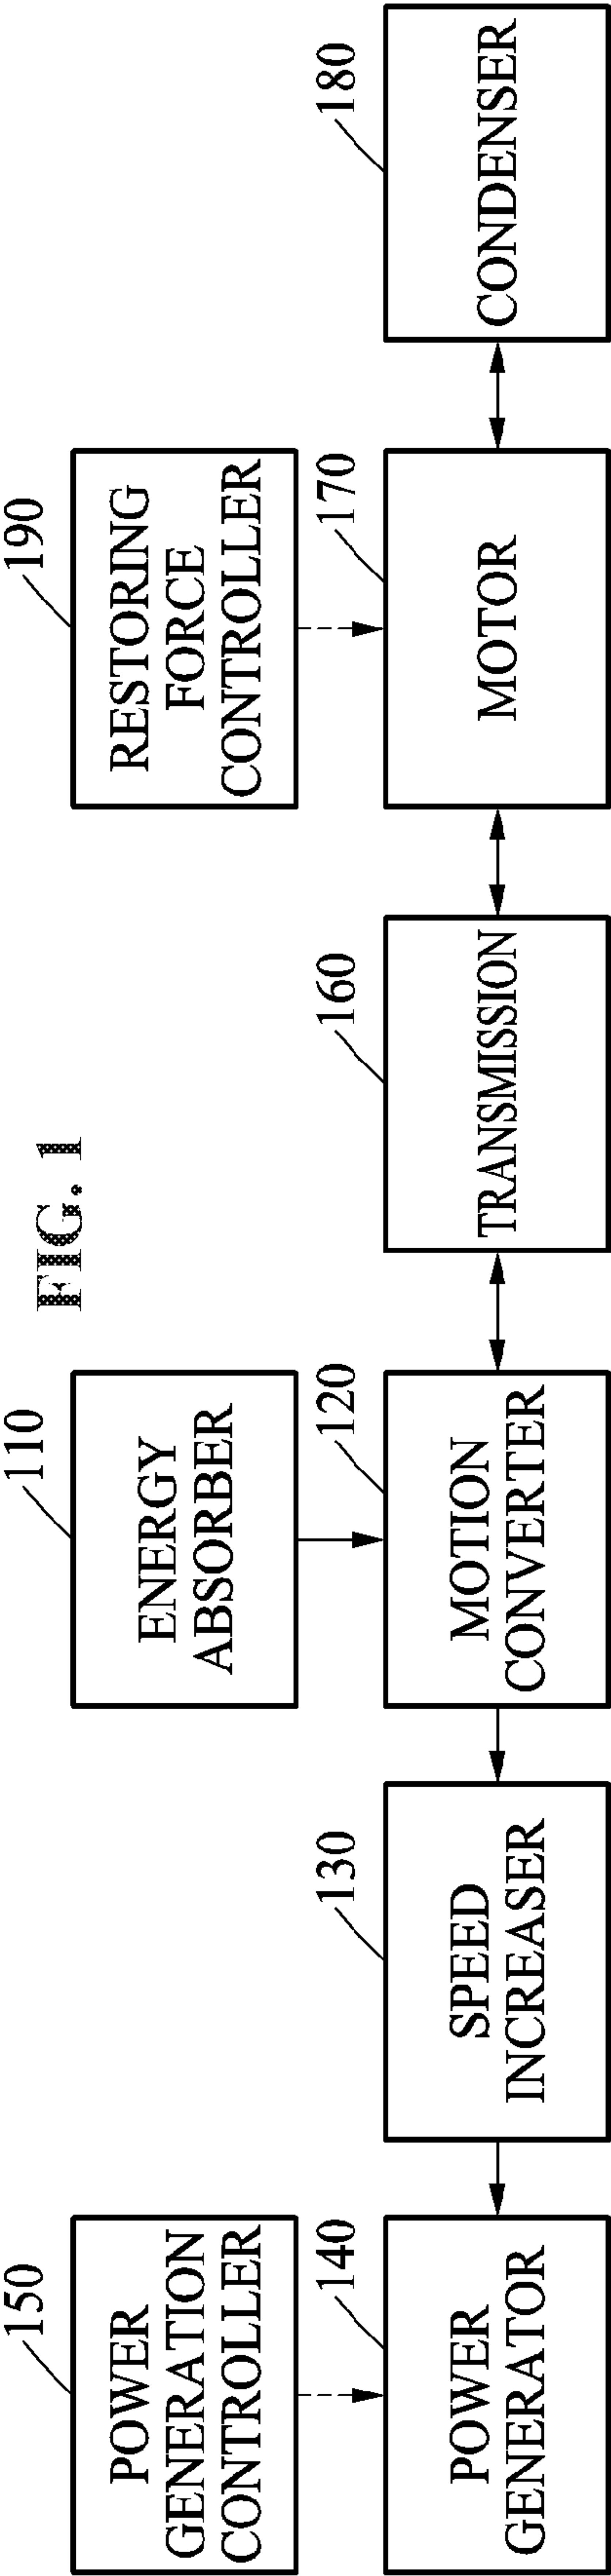 FIG. 1
150
POWER
GENERATION
CONTROLLER
110
ENERGY
ABSORBER
190
RESTORING
FORCE
CONTROLLER
140
POWER
GENERATOR
130
SPEED
INCREASER
120
MOTION
CONVERTER
160
TRANSMISSION
170
MOTOR
180
CONDENSER